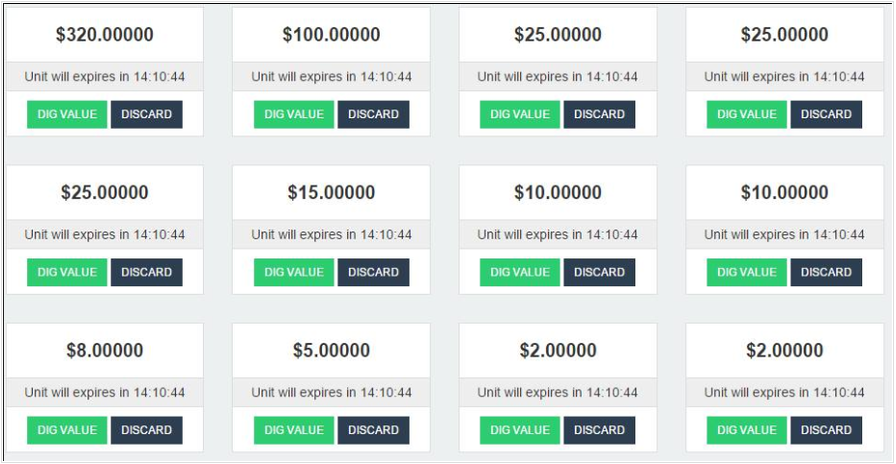 $320.00000 $100.00000 $25.00000 $25.00000
Unit will expires in 14:10:44 Unit will expires in 14:10:44 Unit will expires in 14:10:44 Unit will expires in 14:10:44
DIG VALUE DISCARD DIG VALUE DISCARD DIG VALUE DISCARD DIG VALUE DISCARD
$25.00000 $15.00000 $10.00000 $10.00000
Unit will expires in 14:10:44 Unit will expires in 14:10:44 Unit will expires in 14:10:44 Unit will expires in 14:10:44
DIG VALUE DISCARD DIG VALUE DISCARD DIG VALUE DISCARD DIG VALUE DISCARD
$8.00000 $5.00000 $2.00000 $2.00000
Unit will expires in 14:10:44 Unit will expires in 14:10:44 Unit will expires in 14:10:44 Unit will expires in 14:10:44
DIG VALUE DISCARD DIG VALUE DISCARD DIG VALUE DISCARD DIG VALUE DISCARD